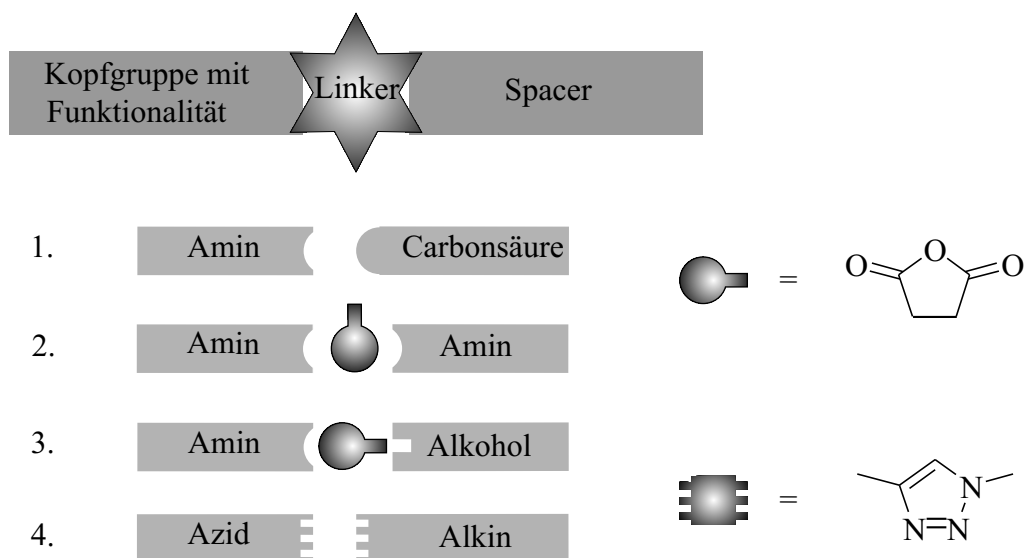 Kopfgruppe mit
Funktionalität
Linker
Spacer
1.
Amin
Carbonsäure
=
O
O
O
2.
Amin
Amin
3.
Amin
Alkohol
4.
Azid
Alkin
=
N
N=N